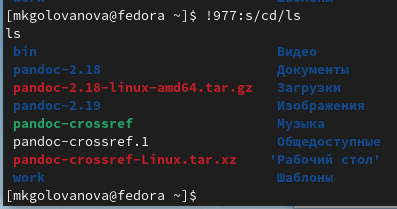 [mkgolovanova@fedora ~]$ !977:s/cd/ls
ls
bin Видео
pandoc-2.18 Документы
pandoc-2.18-linux-amd64.tar.gz Загрузки
pandoc-2.19 Изображения
pandoc-crossref Музыка
pandoc-crossref.1 Общедоступные
pandoc-crossref-Linux.tar.xz 'Рабочий стол'
work Шаблоны
[mkgolovanova@fedora ~]$